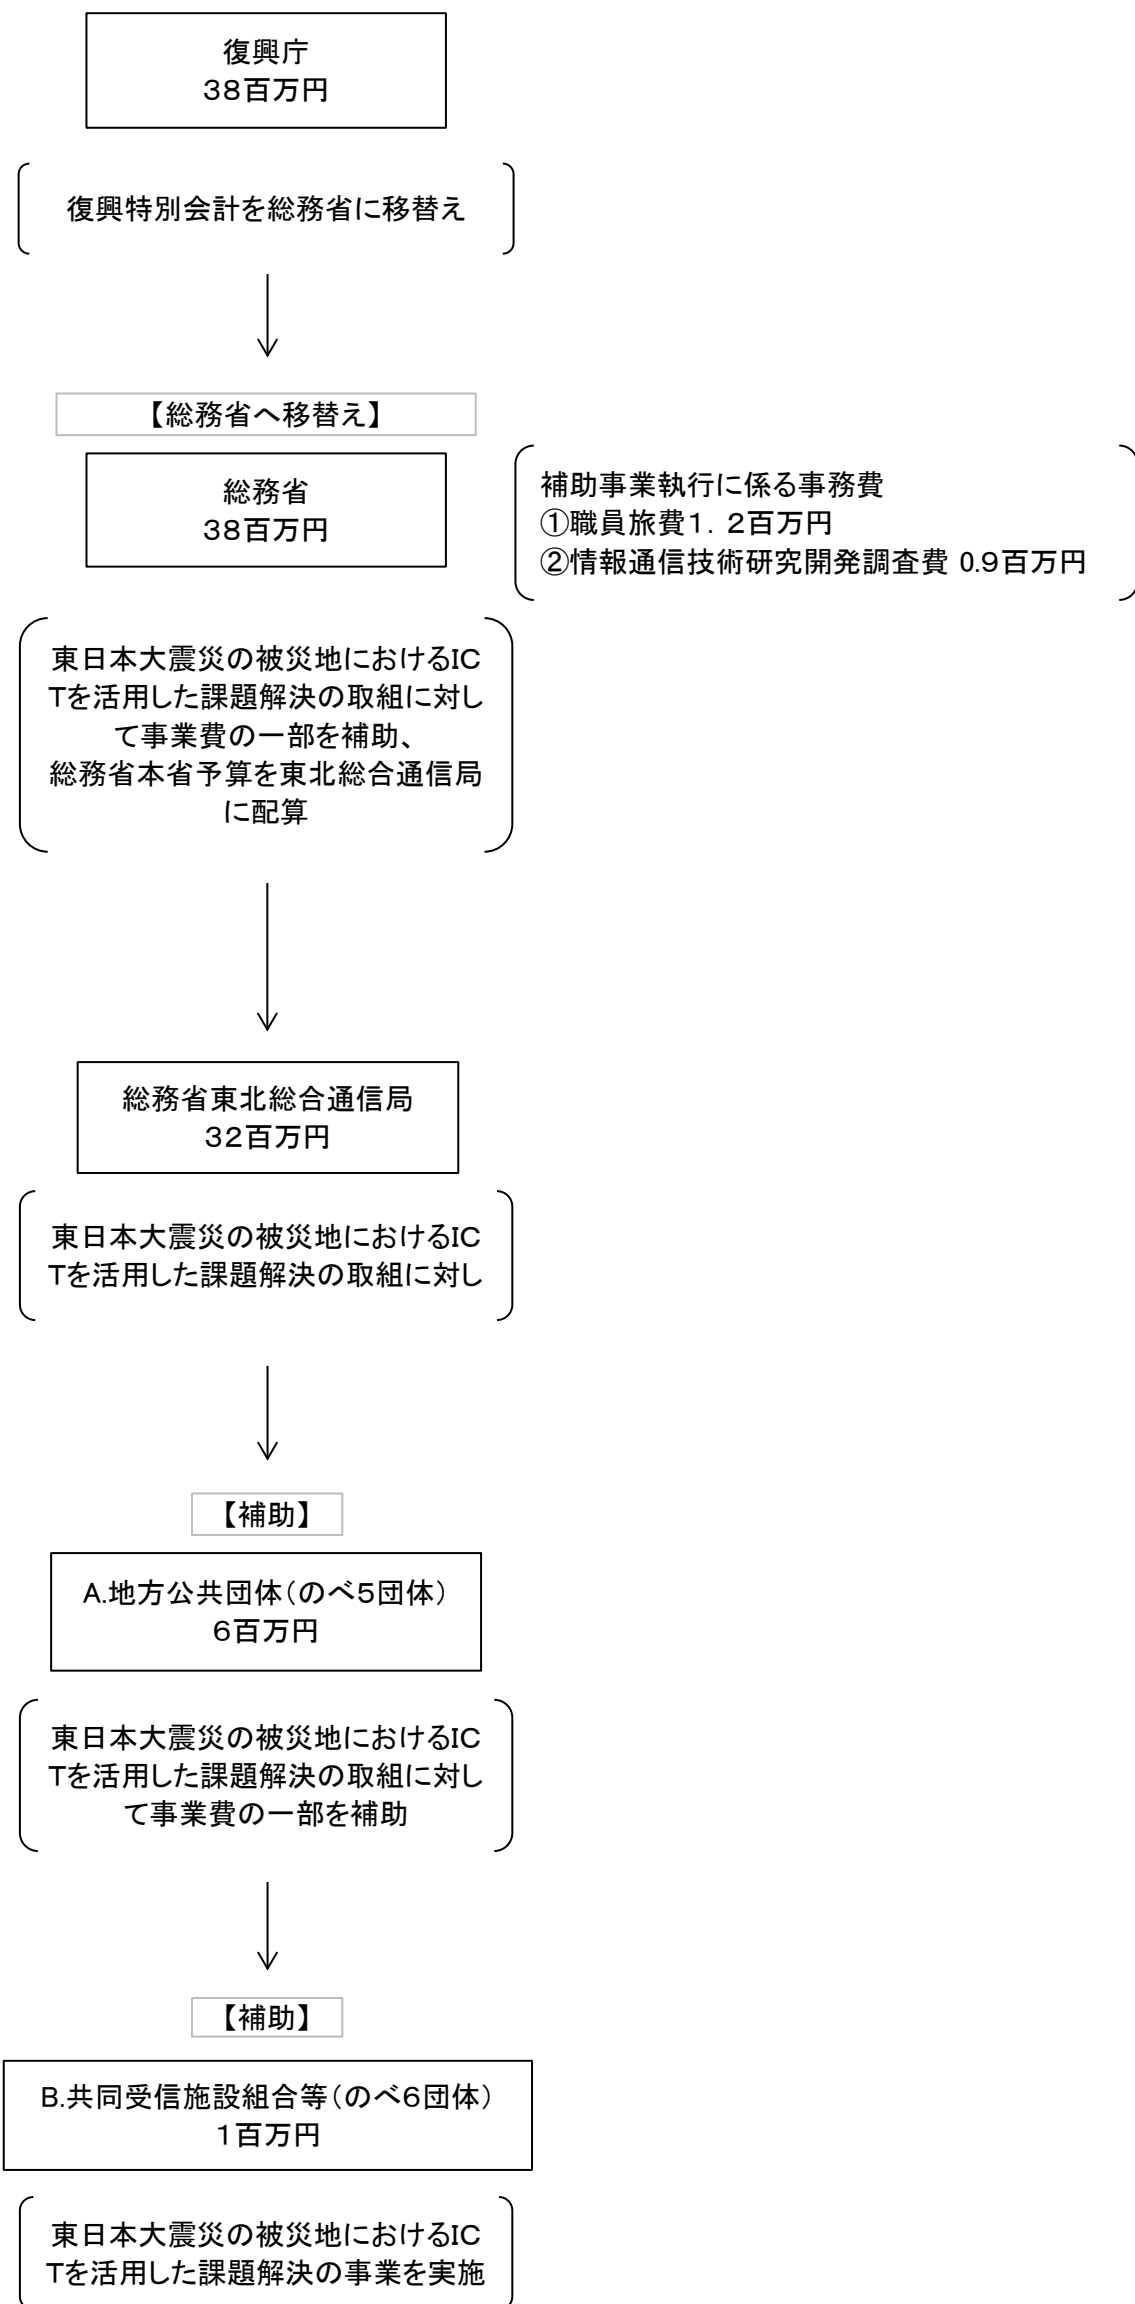 復興庁
３８百万円
復興特別会計を総務省に移替え
【総務省へ移替え】
総務省
３８百万円
補助事業執行に係る事務費
①職員旅費１．２百万円
②情報通信技術研究開発調査費 0.9百万円
東日本大震災の被災地におけるIC
Tを活用した課題解決の取組に対し
て事業費の一部を補助、
総務省本省予算を東北総合通信局
に配算
総務省東北総合通信局
３２百万円
東日本大震災の被災地におけるIC
Tを活用した課題解決の取組に対し
【補助】
A.地方公共団体（のべ５団体）
６百万円
東日本大震災の被災地におけるIC
Tを活用した課題解決の取組に対し
て事業費の一部を補助
【補助】
B.共同受信施設組合等（のべ６団体）
１百万円
東日本大震災の被災地におけるIC
Tを活用した課題解決の事業を実施